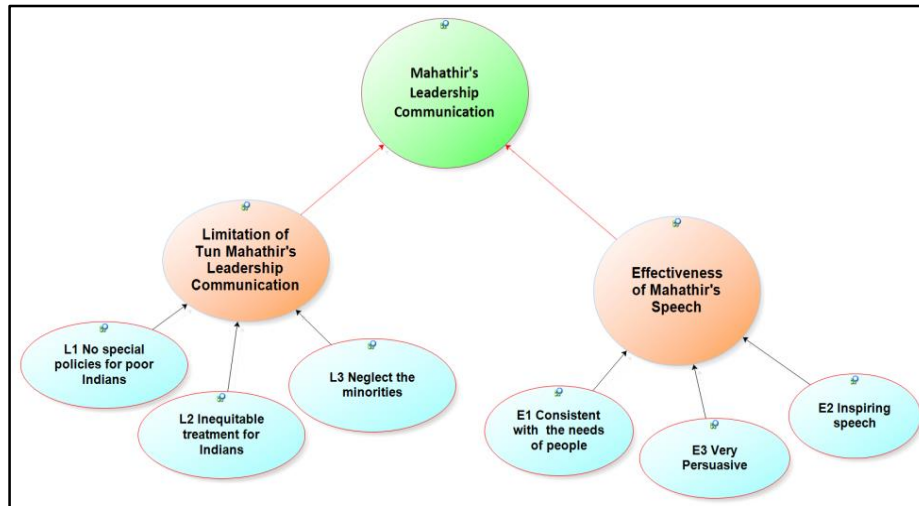 Mahathir's
Leadership
Communication
Limitation of
Tun Mahathir's
Leadership
Communication
Effectiveness
of Mahathir's
Speech
L1 No special
policies for poor
Indians
L2 Inequitable
treatment for
Indians
L3 Neglect the
minorities
E1 Consistent
with the needs
of people
E3 Very
Persuasive
E2 Inspiring
speech